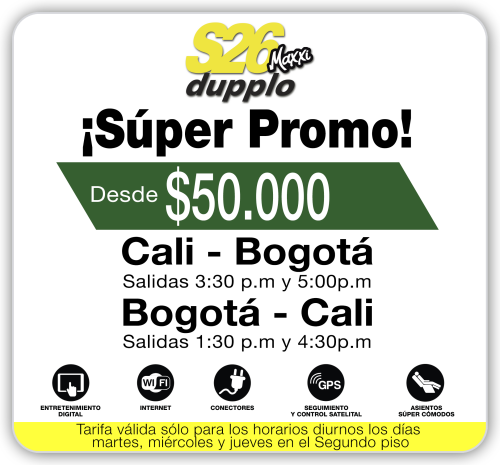 S26
Maxxi
dupplo
¡Súper Promo!
Desde $50.000
Cali - Bogotá
Salidas 3:30 p.m y 5:00p.m
Bogotá - Cali
Salidas 1:30 p.m y 4:30p.m
WiFi
GPS
ENTRETENIMIENTO
DIGITAL
INTERNET
CONECTORES
SEGUIMIENTO
Y CONTROL SATELITAL
ASIENTOS
SÚPER CÓMODOS
Tarifa válida sólo para los horarios diurnos los días
martes, miércoles y jueves en el Segundo piso